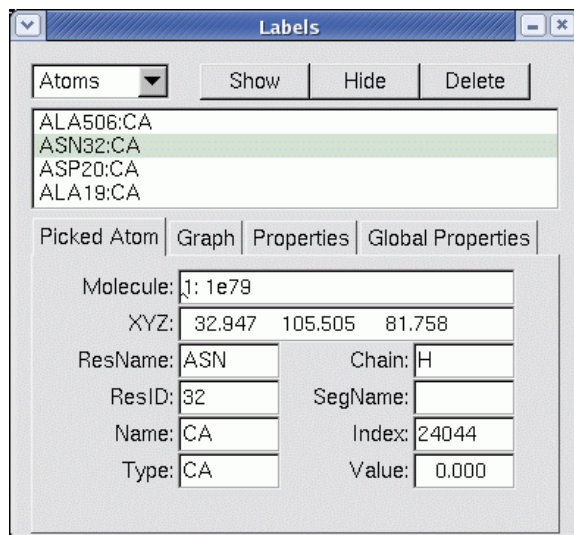 Labels
Atoms Show Hide Delete
ALA506:CA
ASN32:CA
ASP20:CA
ALA19:CA
Picked Atom Graph Properties Global Properties
Molecule: 1: 1e79
XYZ: 32.947 105.505 81.758
ResName: ASN Chain: H
ResID: 32 SegName:
Name: CA Index: 24044
Type: CA Value: 0.000